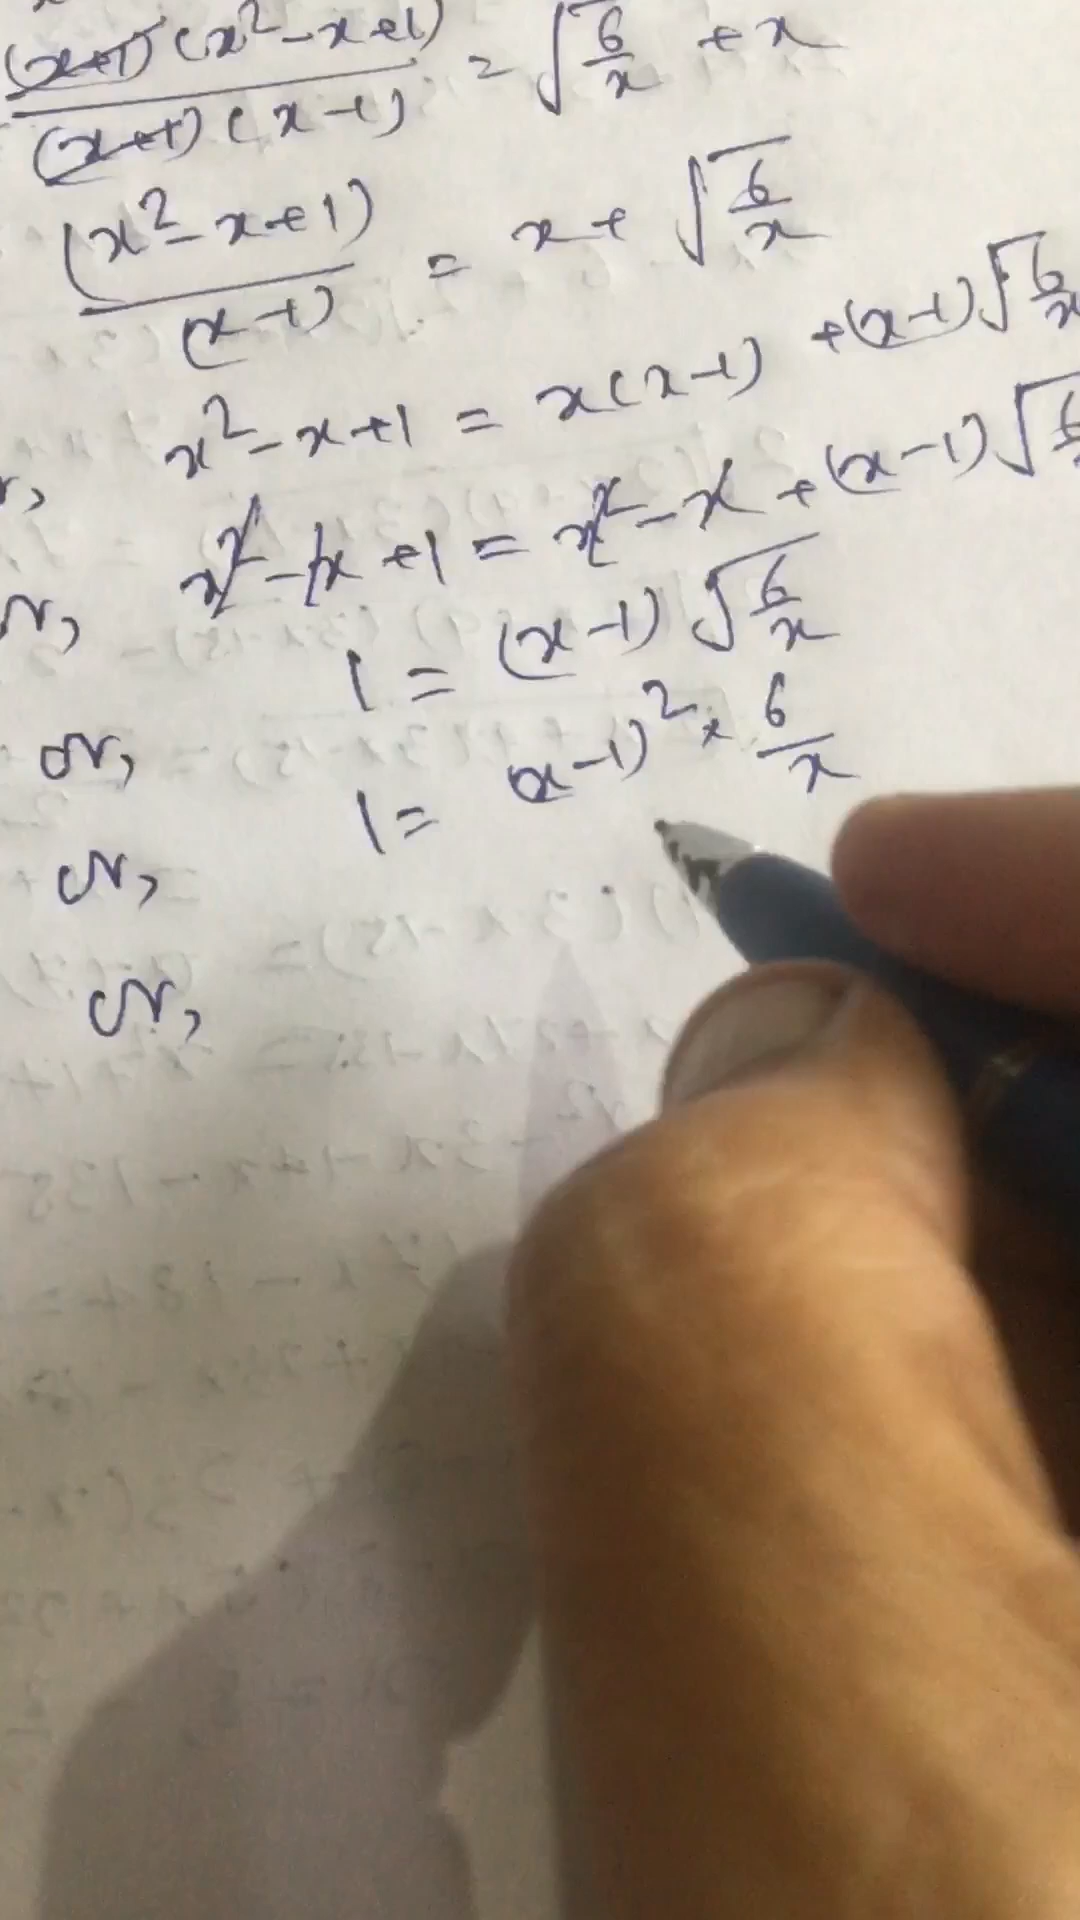 (x+1)(x²-x+1) / (x+1)(x-1) = √(6/x) + x
(x²-x+1) / (x-1) = x + √(6/x)
x²-x+1 = x(x-1) + (x-1)√(6/x)
or, x²-x+1 = x²-x + (x-1)√6
or, 1 = (x-1)√(6/x)
or, 1 = (x-1)² × 6/x
or,
or,